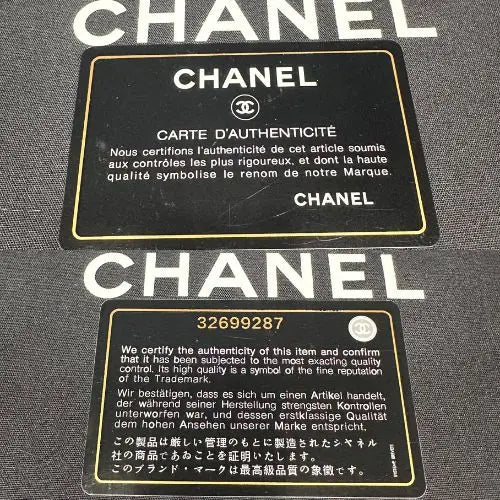 CHANEL
CHANEL
CARTE D'AUTHENTICITÉ
Nous certifions l'authenticité de cet article soumis
aux contrôles les plus rigoureux, et dont la haute
qualité symbolise le renom de notre Marque.
CHANEL
CHANEL
32699287
We certify the authenticity of this item and confirm
that it has been subjected to the most exacting quality
control. Its high quality is a symbol of the fine reputation
of the Trademark.
Wir bestätigen, dass es sich um einen Artikel handelt,
der während seiner Herstellung strengsten Kontrollen
unterworfen war, und dessen erstklassige Qualität
dem hohen Ansehen unserer Marke entspricht.
この製品は厳しい管理のもとに製造されたシャネル
社の商品であることを証明いたします。
このブランド・マークは最高級品質の象徴です。